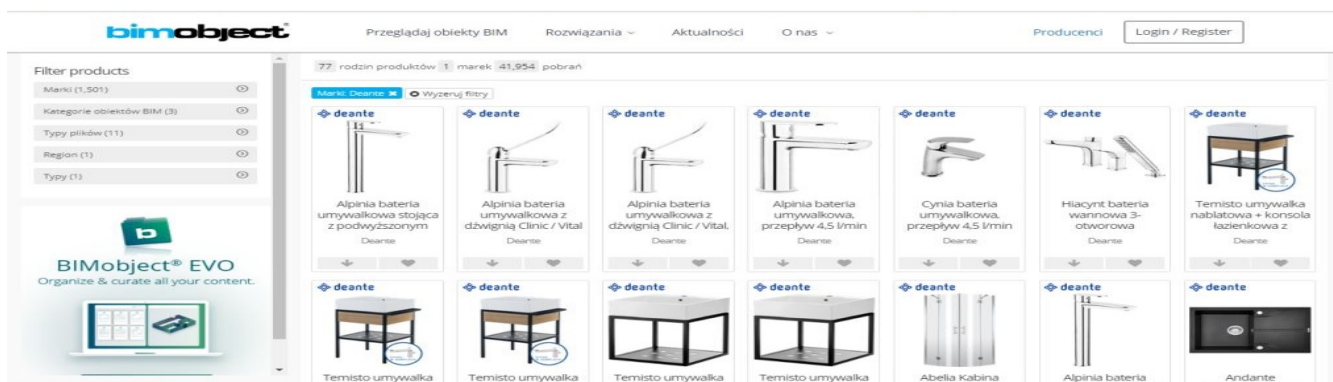 bimobject
Przeglądaj obiekty BIM
Rozwiązania
Aktualności
O nas
Producenci
Login / Register
Filter products
Marki (1,501)
Kategorie obiektów BIM (3)
Typy plików (11)
Region (1)
Typy (1)
b
BIMobject® EVO
Organize & curate all your content.
77 rodzin produktów 1 marek 41,954 pobrań
Marki: Deante ✖ Wyzeruj filtry
deante
Alpinia bateria
umywalkowa stojąca
z podwyższonym
Deante
deante
Alpinia bateria
umywalkowa z
dźwignią Clinic / Vital
Deante
deante
Alpinia bateria
umywalkowa z
dźwignią Clinic / Vital,
Deante
deante
Alpinia bateria
umywalkowa,
przepływ 4,5 l/min
Deante
deante
Cynia bateria
umywalkowa,
przepływ 4,5 l/min
Deante
deante
Hiacynt bateria
wannowa 3-
otworowa
Deante
deante
Temisto umywalka
nablatowa + konsola
łazienkowa z
Deante
deante
Temisto umywalka
deante
Temisto umywalka
deante
Temisto umywalka
deante
Temisto umywalka
deante
Abelia Kabina
deante
Alpinia bateria
deante
Andante